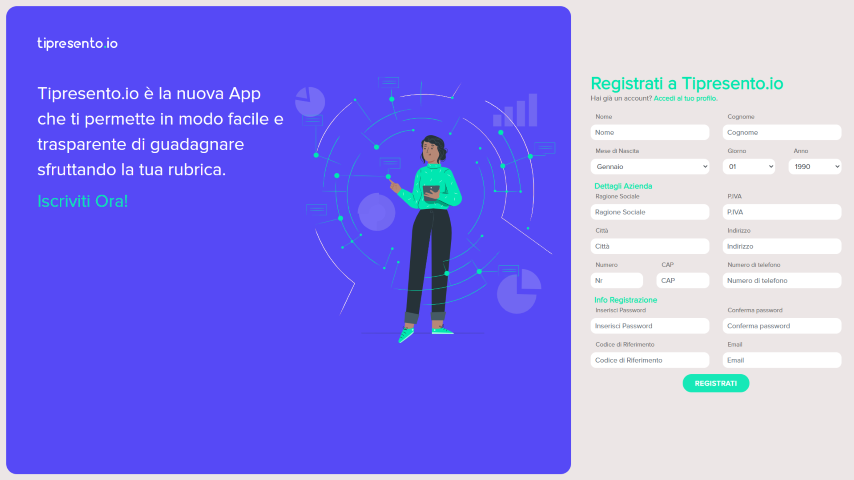 tipresento.io
Tipresento.io è la nuova App
che ti permette in modo facile e
trasparente di guadagnare
sfruttando la tua rubrica.
Iscriviti Ora!
Registrati a Tipresento.io
Hai già un account? Accedi al tuo profilo.
Nome Cognome
Nome Cognome
Mese di Nascita Giorno Anno
Gennaio 01 1990
Dettagli Azienda
Ragione Sociale P.IVA
Ragione Sociale P.IVA
Città Indirizzo
Città Indirizzo
Numero CAP Numero di telefono
Nr CAP Numero di telefono
Info Registrazione
Inserisci Password Conferma password
Inserisci Password Conferma password
Codice di Riferimento Email
Codice di Riferimento Email
REGISTRATI